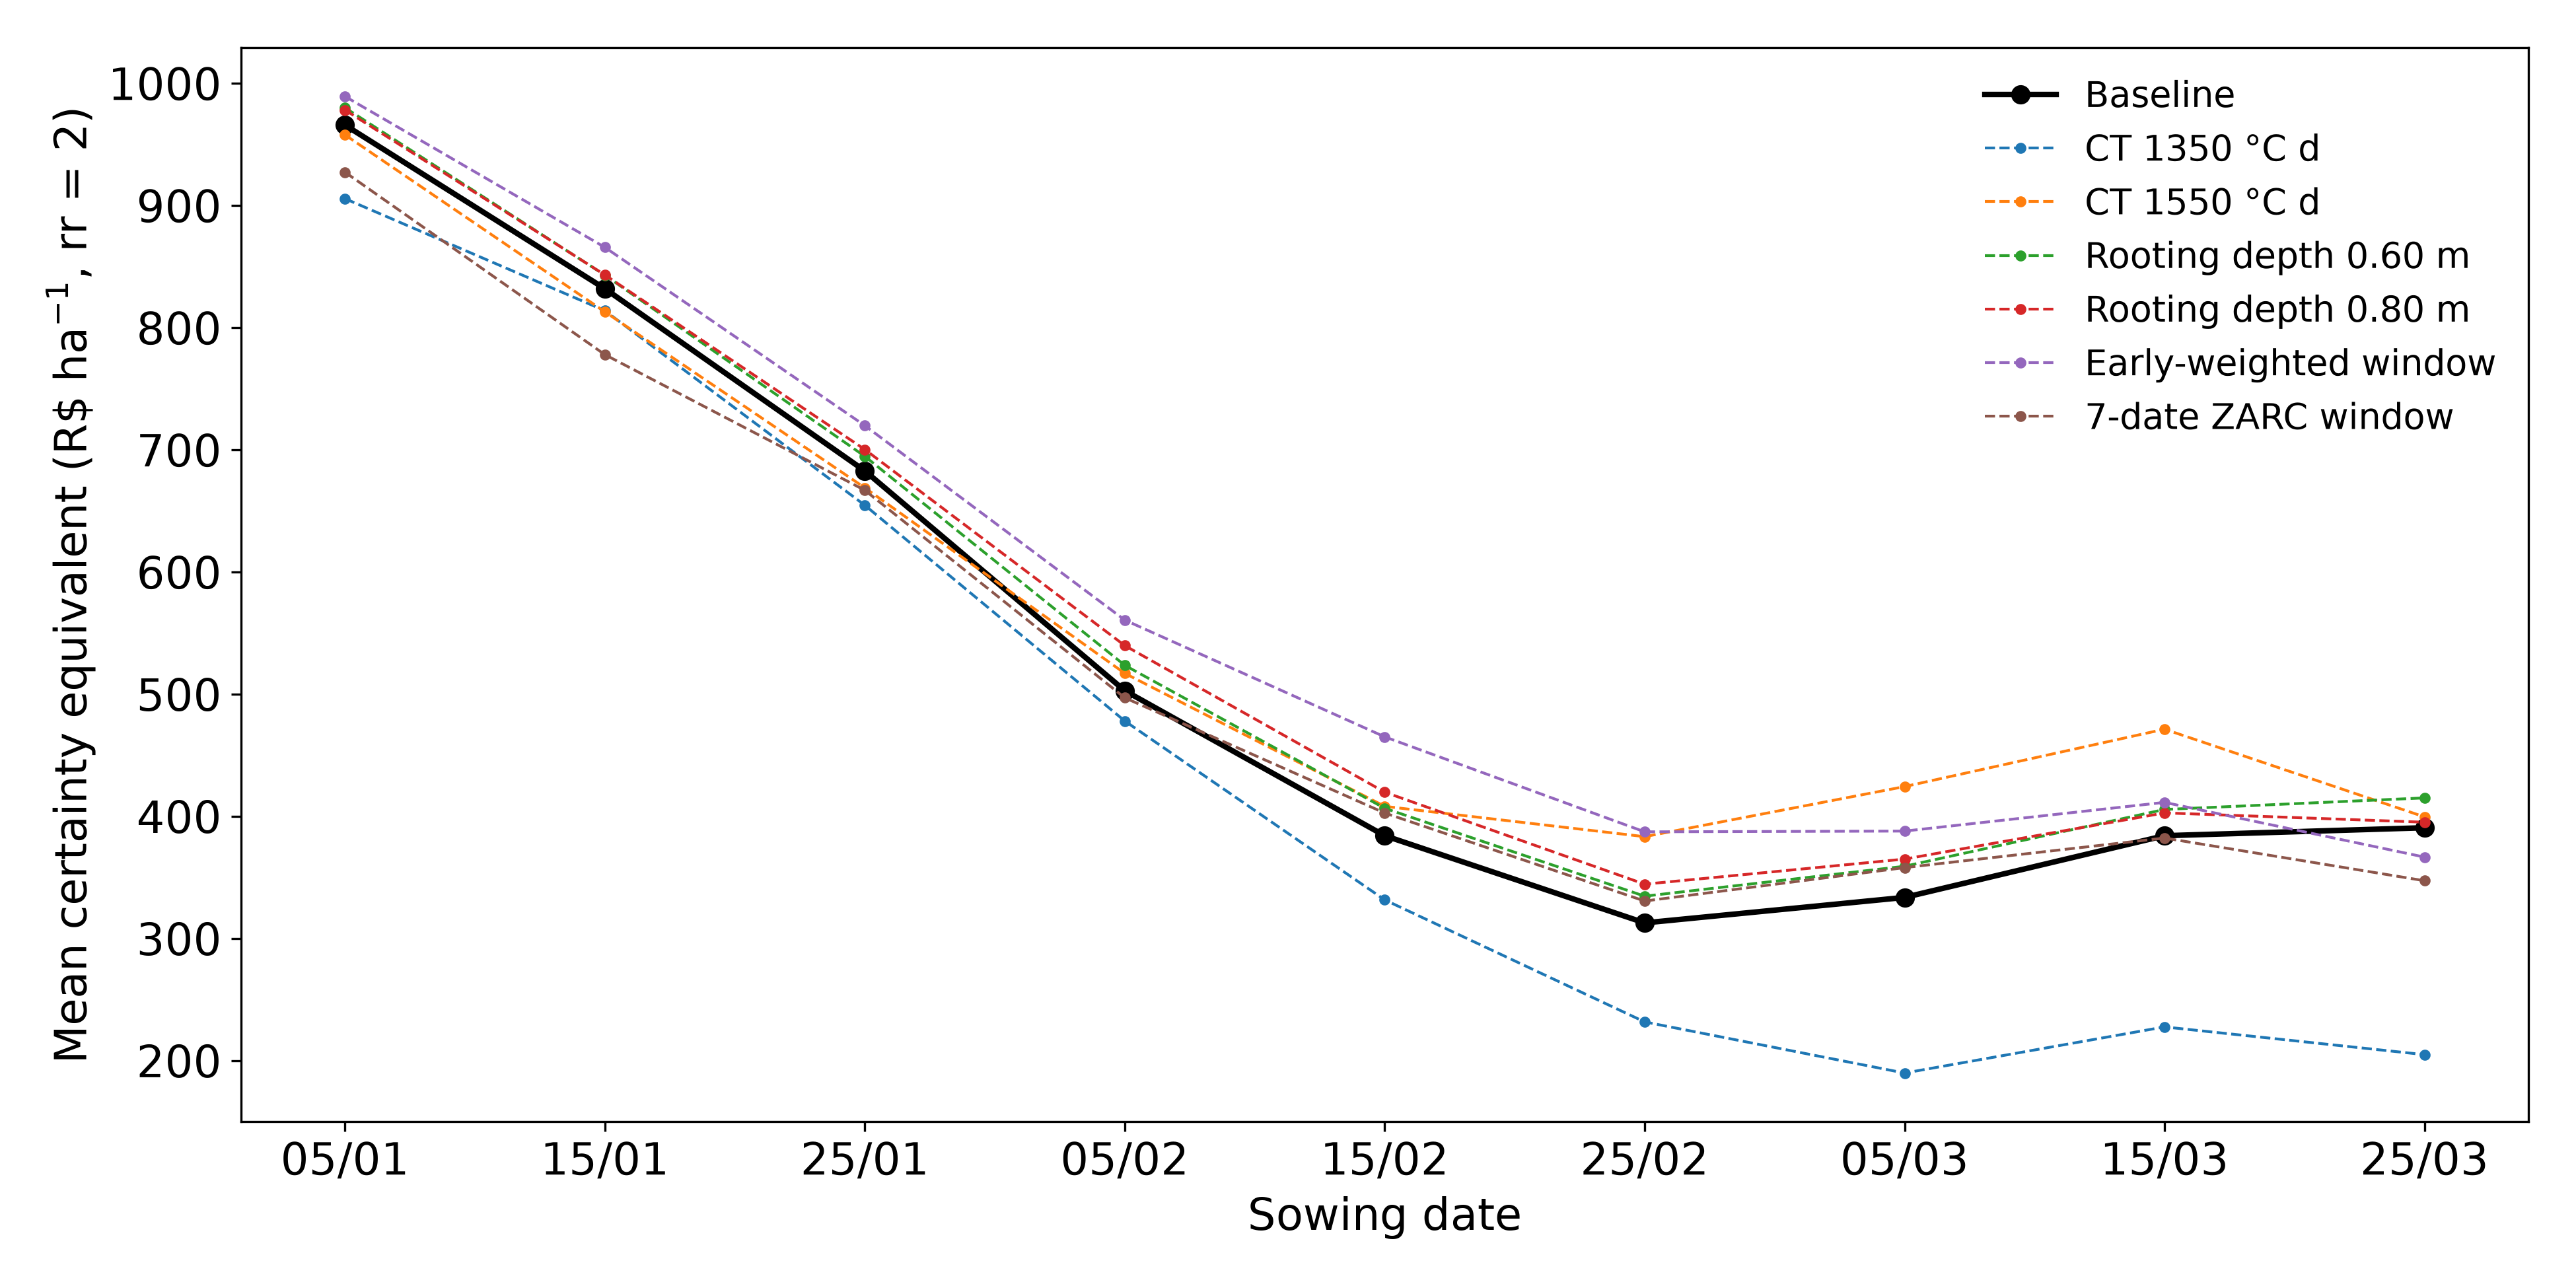 Mean certainty equivalent (R$ ha⁻¹, rr = 2)
1000
900
800
700
600
500
400
300
200
Baseline
CT 1350 °C d
CT 1550 °C d
Rooting depth 0.60 m
Rooting depth 0.80 m
Early-weighted window
7-date ZARC window
05/01 15/01 25/01 05/02 15/02 25/02 05/03 15/03 25/03
Sowing date